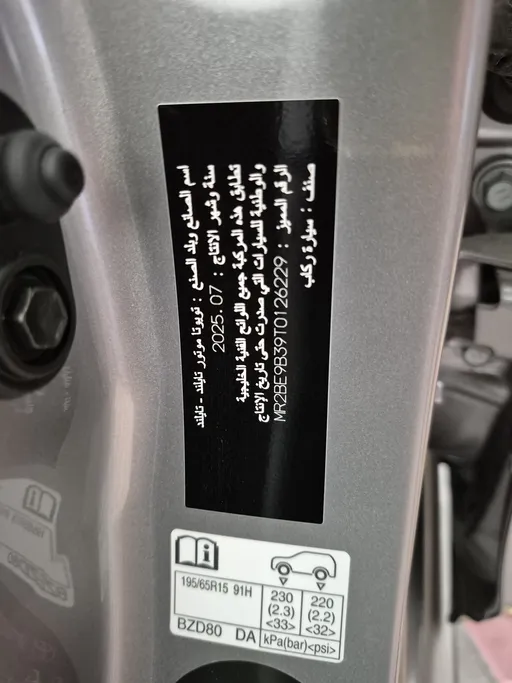 اسم الصانع وبلد الصنع : تويوتا موتور تايلند - تايلند
سنة وشهر الانتاج : 2025.07
تطابق هذه المركبة جميع اللوائح الفنية الخليجية
والوطنية للسيارات التي صدرت حتى تاريخ الانتاج
الرقم المميز : MR2BE9B39T0126229
صنف : سيارة ركاب
195/65R15 91H
230
(2.3)
<33>
220
(2.2)
<32>
BZD80 DA kPa(bar)<psi>